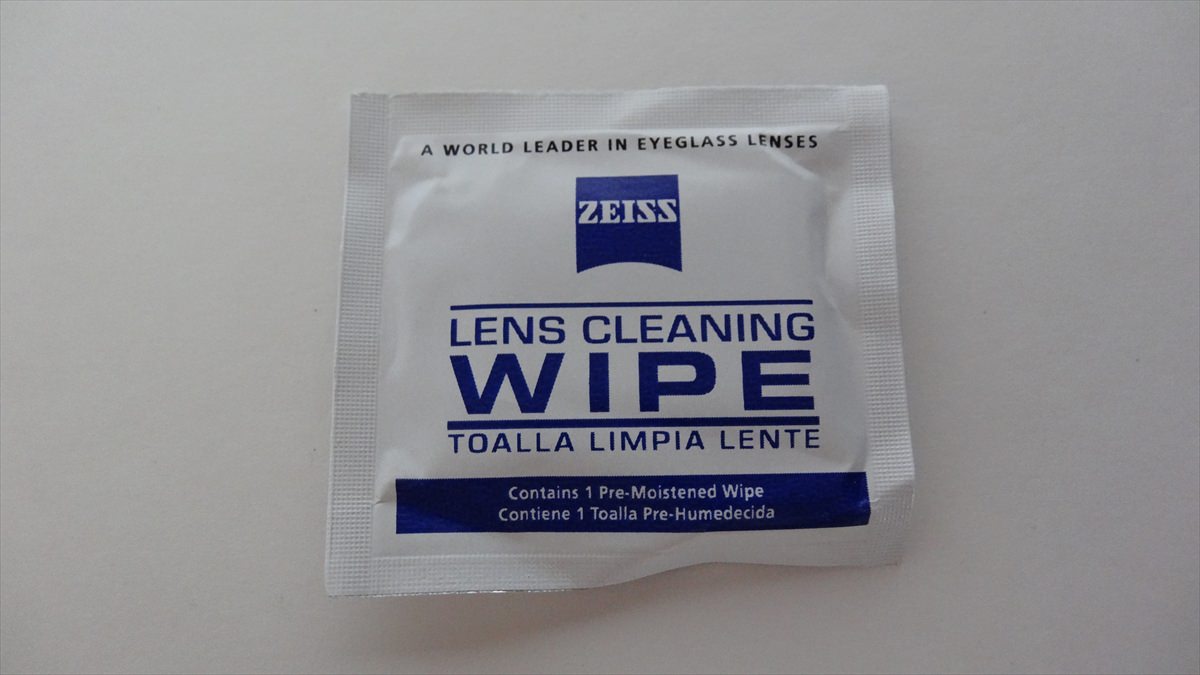 A WORLD LEADER IN EYEGLASS LENSES
ZEISS
LENS CLEANING
WIPE
TOALLA LIMPIA LENTE
Contains 1 Pre-Moistened Wipe
Contiene 1 Toalla Pre-Humedecida